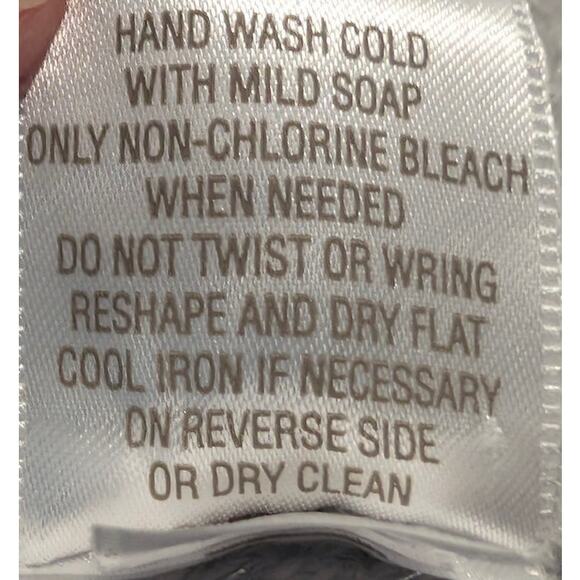 HAND WASH COLD
WITH MILD SOAP
ONLY NON-CHLORINE BLEACH
WHEN NEEDED
DO NOT TWIST OR WRING
RESHAPE AND DRY FLAT
COOL IRON IF NECESSARY
ON REVERSE SIDE
OR DRY CLEAN